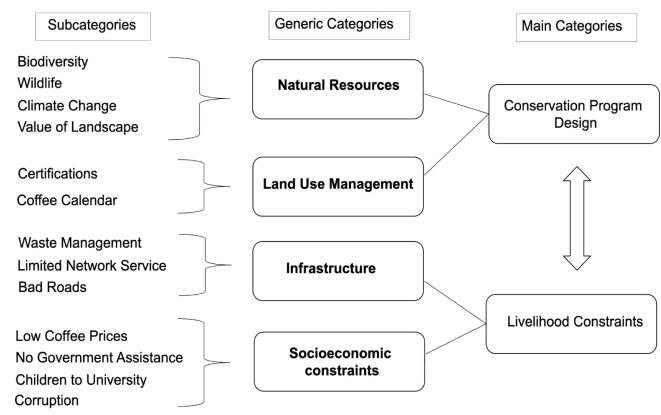 Subcategories
Generic Categories
Main Categories
Biodiversity
Wildlife
Climate Change
Value of Landscape
Natural Resources
Conservation Program
Design
Certifications
Coffee Calendar
Land Use Management
Waste Management
Limited Network Service
Bad Roads
Infrastructure
Livelihood Constraints
Low Coffee Prices
No Government Assistance
Children to University
Corruption
Socioeconomic
constraints